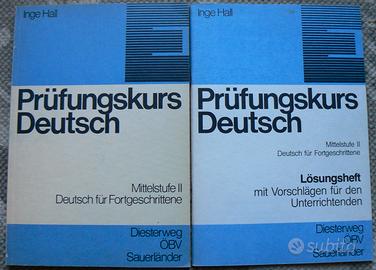 Inge Hall
Prüfungskurs
Deutsch
Mittelstufe II
Deutsch für Fortgeschrittene
Diesterweg
ÖBV
Sauerländer
Inge Hall
Prüfungskurs
Deutsch
Mittelstufe II
Deutsch für Fortgeschrittene
Lösungsheft
mit Vorschlägen für den
Unterrichtenden
Diesterweg
ÖBV
Sauerländer
subito